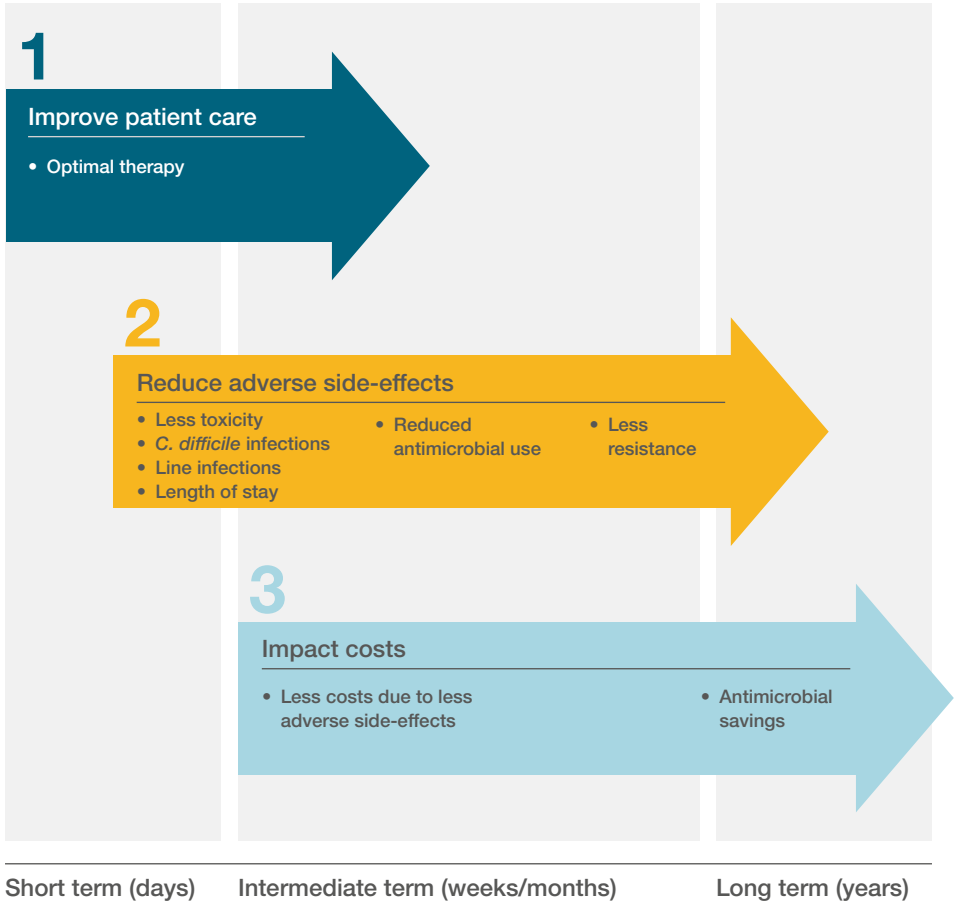 1
Improve patient care
• Optimal therapy
2
Reduce adverse side-effects
• Less toxicity
• C. difficile infections
• Line infections
• Length of stay
• Reduced
antimicrobial use
• Less
resistance
3
Impact costs
• Less costs due to less
adverse side-effects
• Antimicrobial
savings
Short term (days)
Intermediate term (weeks/months)
Long term (years)